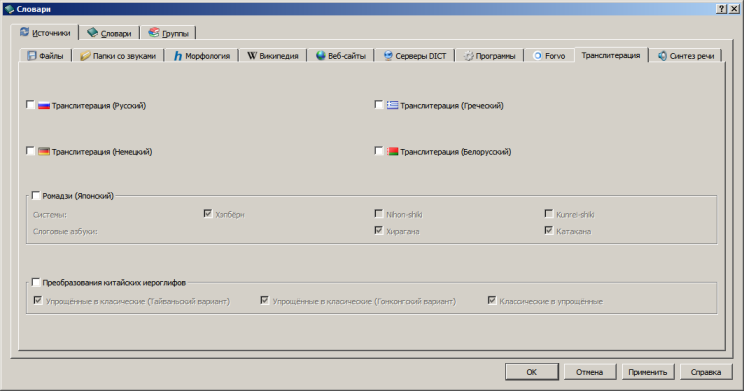 Словари
Источники Словари Группы
Файлы Папки со звуками Морфология Википедия Веб-сайты Серверы DICT Программы Forvo Транслитерация Синтез речи
Транслитерация (Русский) Транслитерация (Греческий)
Транслитерация (Немецкий) Транслитерация (Белорусский)
Ромадзи (Японский)
Системы: Хэпбёрн Nihon-shiki Kunrei-shiki
Слоговые азбуки: Хирагана Катакана
Преобразования китайских иероглифов
Упрощённые в класические (Тайваньский вариант) Упрощённые в класические (Гонконгский вариант) Классические в упрощённые
OK Отмена Применить Справка